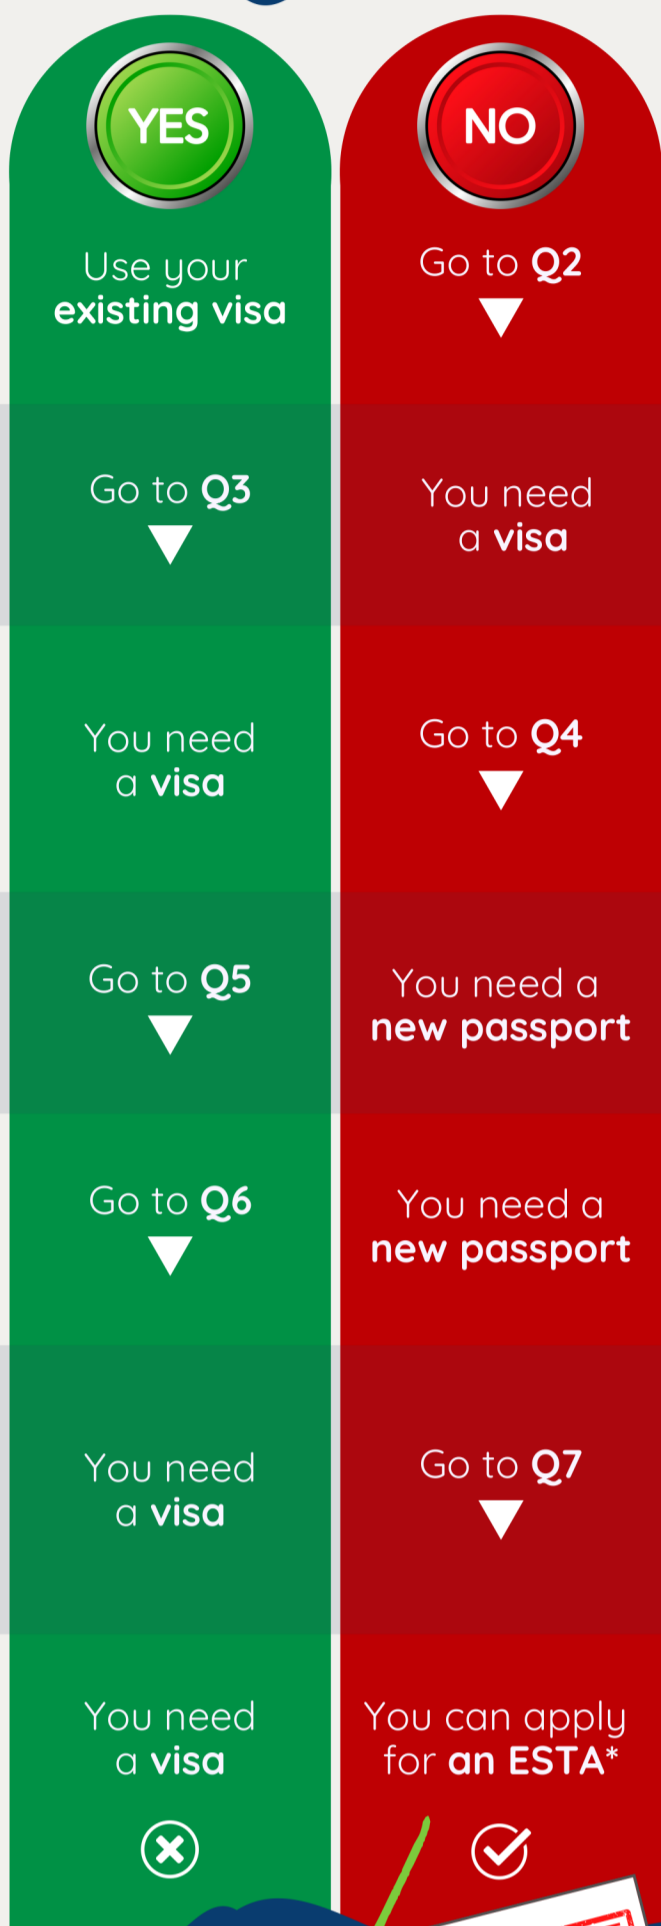 YES
NO
Use your
existing visa
Go to Q2
Go to Q3
You need
a visa
You need
a visa
Go to Q4
Go to Q5
You need a
new passport
Go to Q6
You need a
new passport
You need
a visa
Go to Q7
You need
a visa
You can apply
for an ESTA*